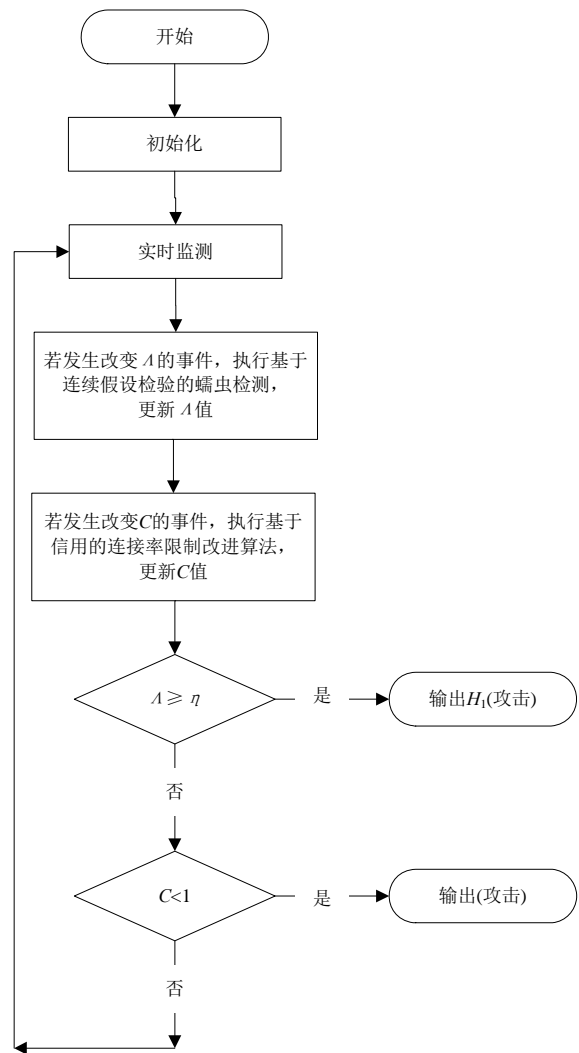 开始
初始化
实时监测
若发生改变Λ的事件，执行基于
连续假设检验的蠕虫检测，
更新Λ值
若发生改变C的事件，执行基于
信用的连接率限制改进算法，
更新C值
Λ ≥ η
是
输出H₁(攻击)
否
C<1
是
输出(攻击)
否